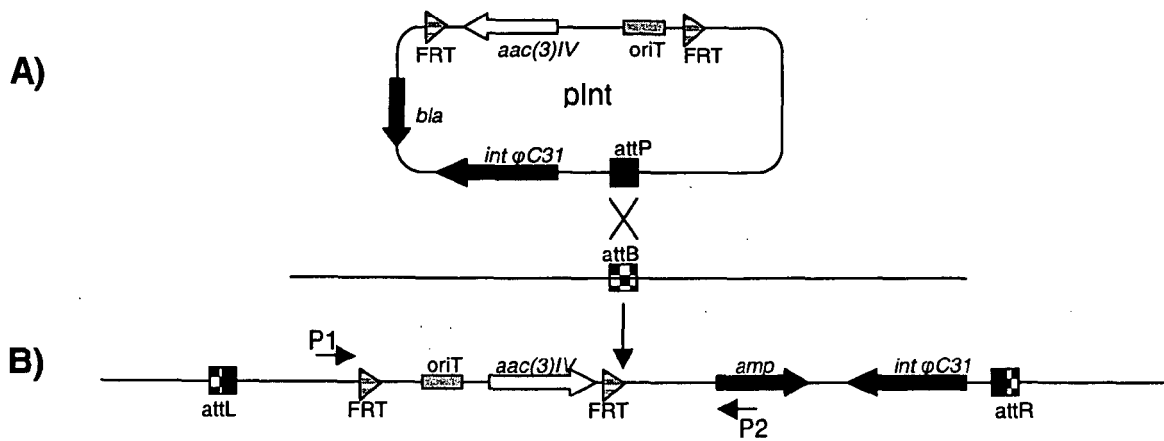 A)
FRT
aac(3)IV
oriT
FRT
pInt
bla
int φC31
attP
attB
B)
P1
oriT
aac(3)IV
amp
int φC31
attL
FRT
FRT
P2
attR